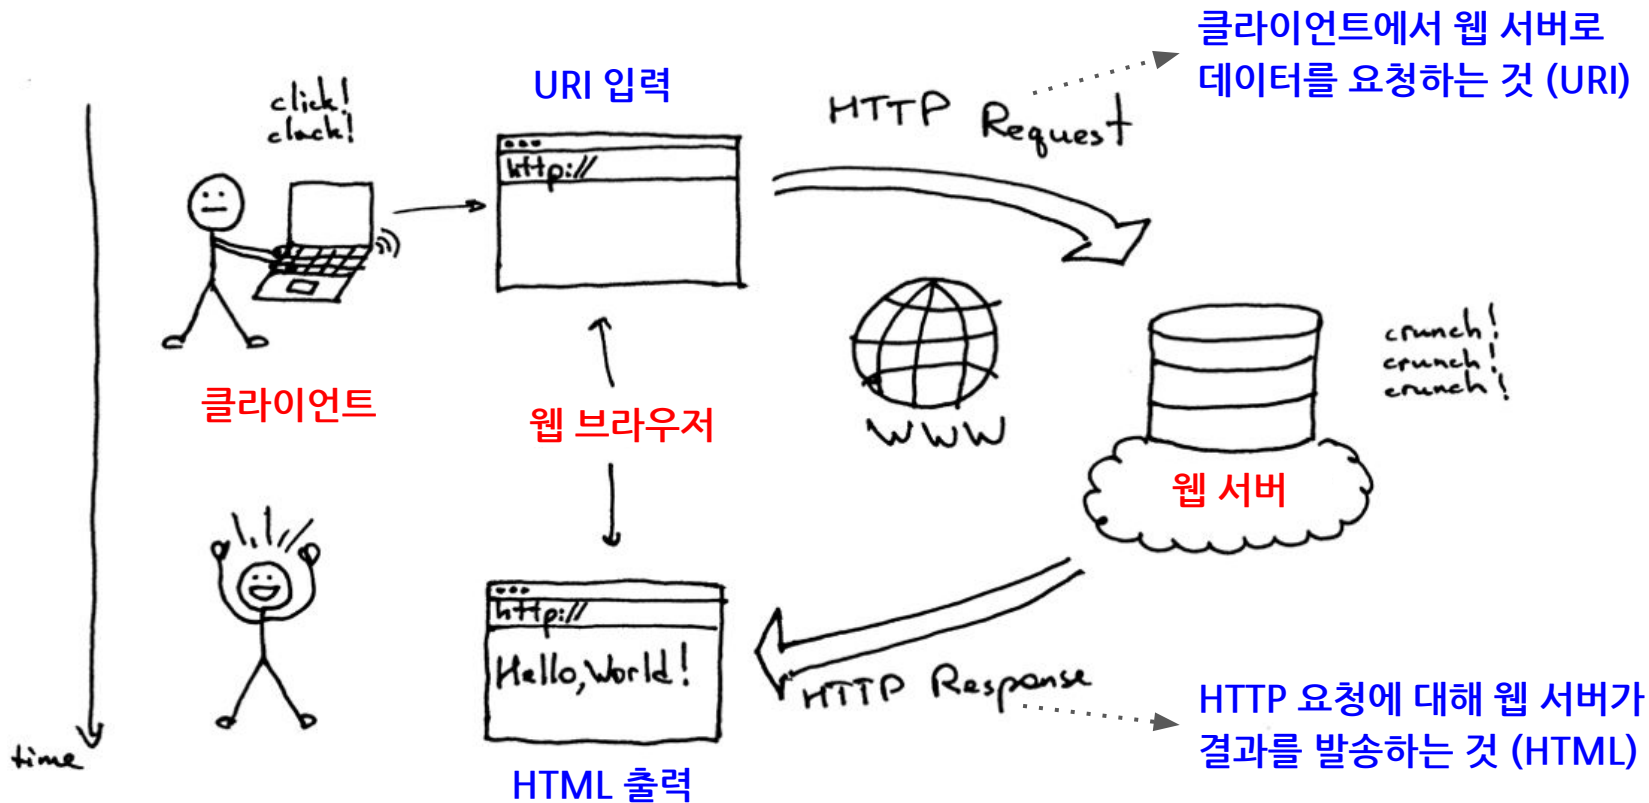 클라이언트에서 웹 서버로
데이터를 요청하는 것 (URI)
URI 입력
click!
clack!
HTTP Request
http://
crunch!
crunch!
crunch!
클라이언트
웹 브라우저
WWW
웹 서버
http://
Hello, World!
HTTP Response
HTTP 요청에 대해 웹 서버가
결과를 발송하는 것 (HTML)
time
HTML 출력